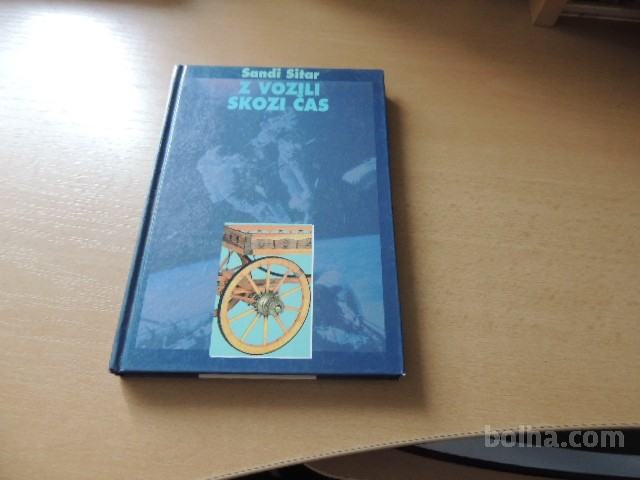 Sandi Sitar
Z VOZILI
SKOZI ČAS
bolha.com